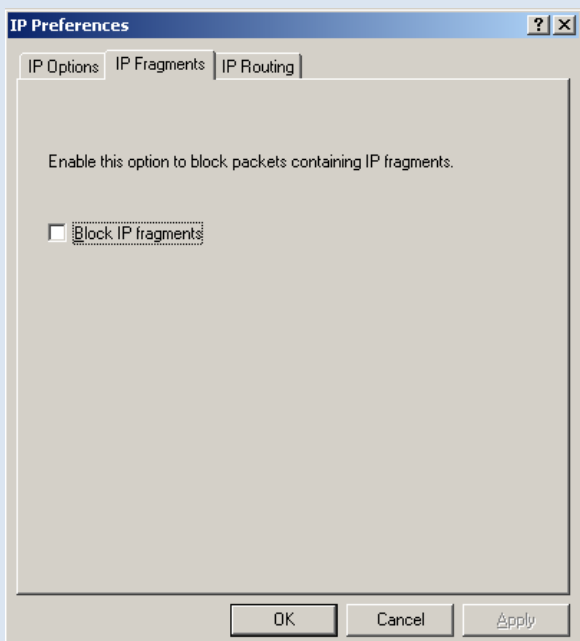 IP Preferences
IP Options IP Fragments IP Routing
Enable this option to block packets containing IP fragments.
Block IP fragments
OK Cancel Apply